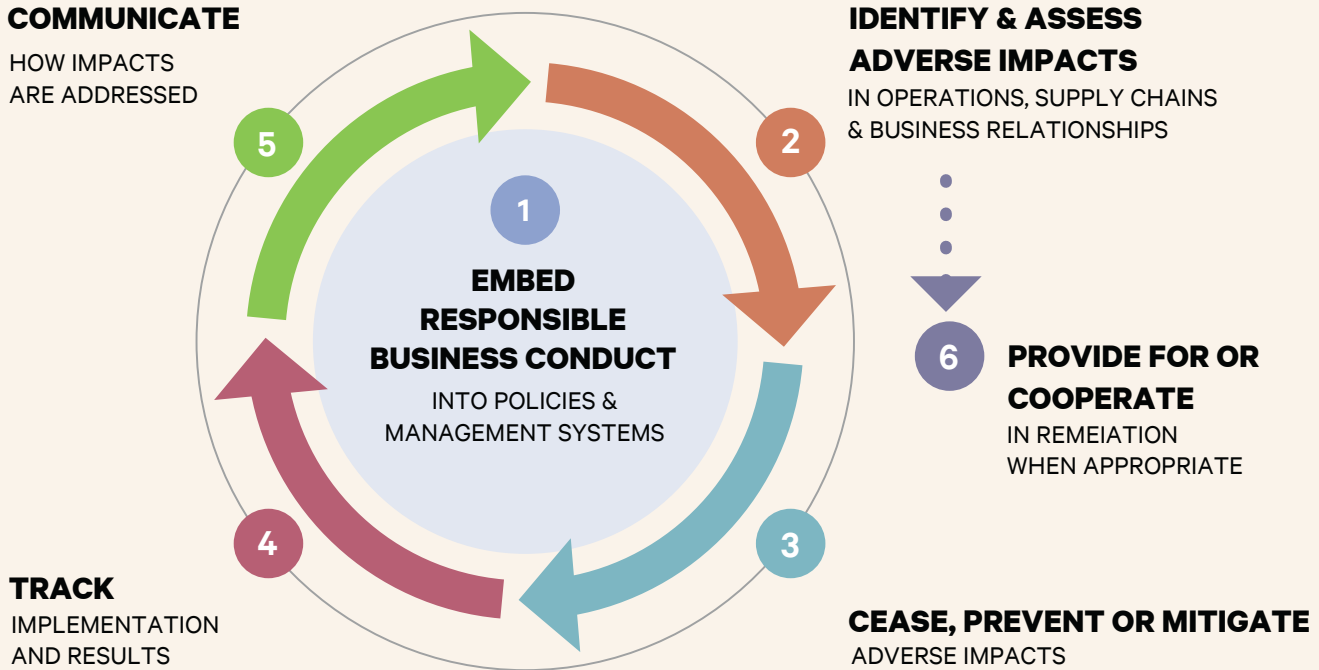 COMMUNICATE
HOW IMPACTS
ARE ADDRESSED
5
IDENTIFY & ASSESS
ADVERSE IMPACTS
IN OPERATIONS, SUPPLY CHAINS
& BUSINESS RELATIONSHIPS
2
1
EMBED
RESPONSIBLE
BUSINESS CONDUCT
INTO POLICIES &
MANAGEMENT SYSTEMS
6
PROVIDE FOR OR
COOPERATE
IN REMEIATION
WHEN APPROPRIATE
4
TRACK
IMPLEMENTATION
AND RESULTS
3
CEASE, PREVENT OR MITIGATE
ADVERSE IMPACTS